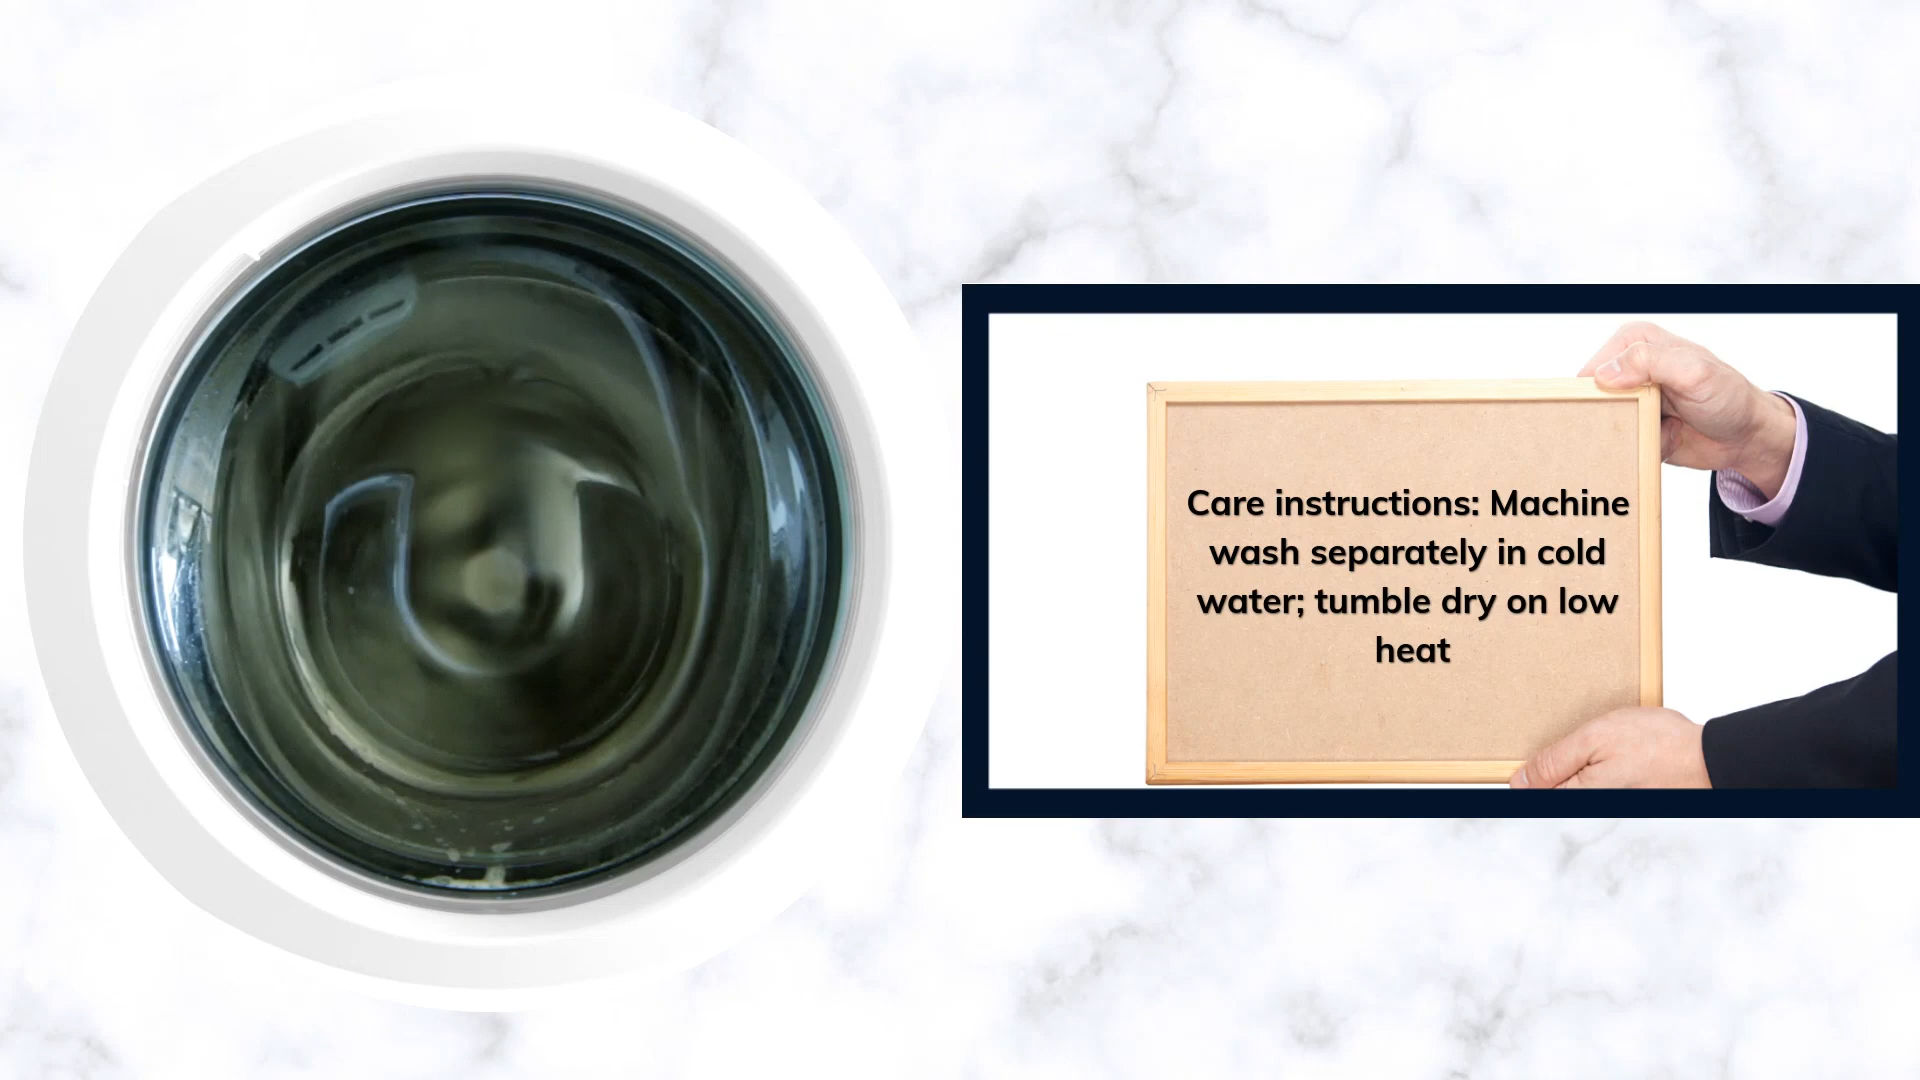 Care instructions: Machine
wash separately in cold
water; tumble dry on low
heat